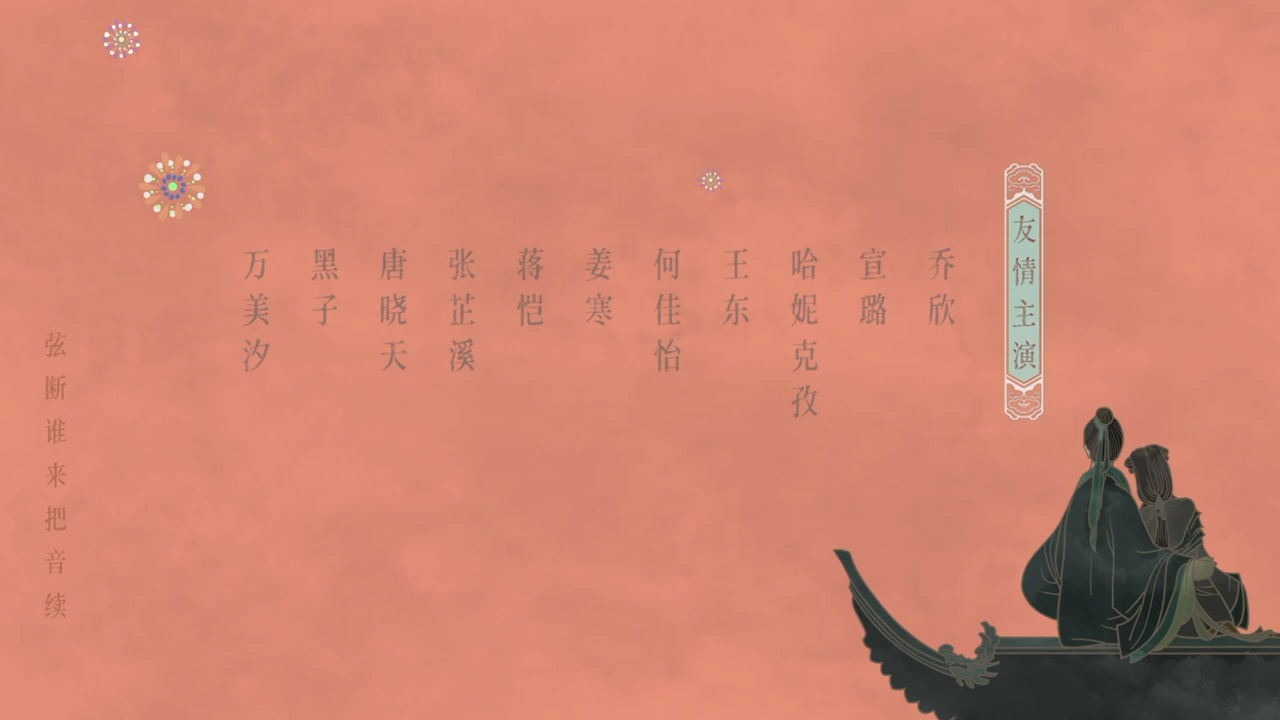 友情主演
乔欣
宣璐
哈妮克孜
王东
何佳怡
姜寒
蒋恺
张芷溪
唐晓天
黑子
万美汐
弦断谁来把音续